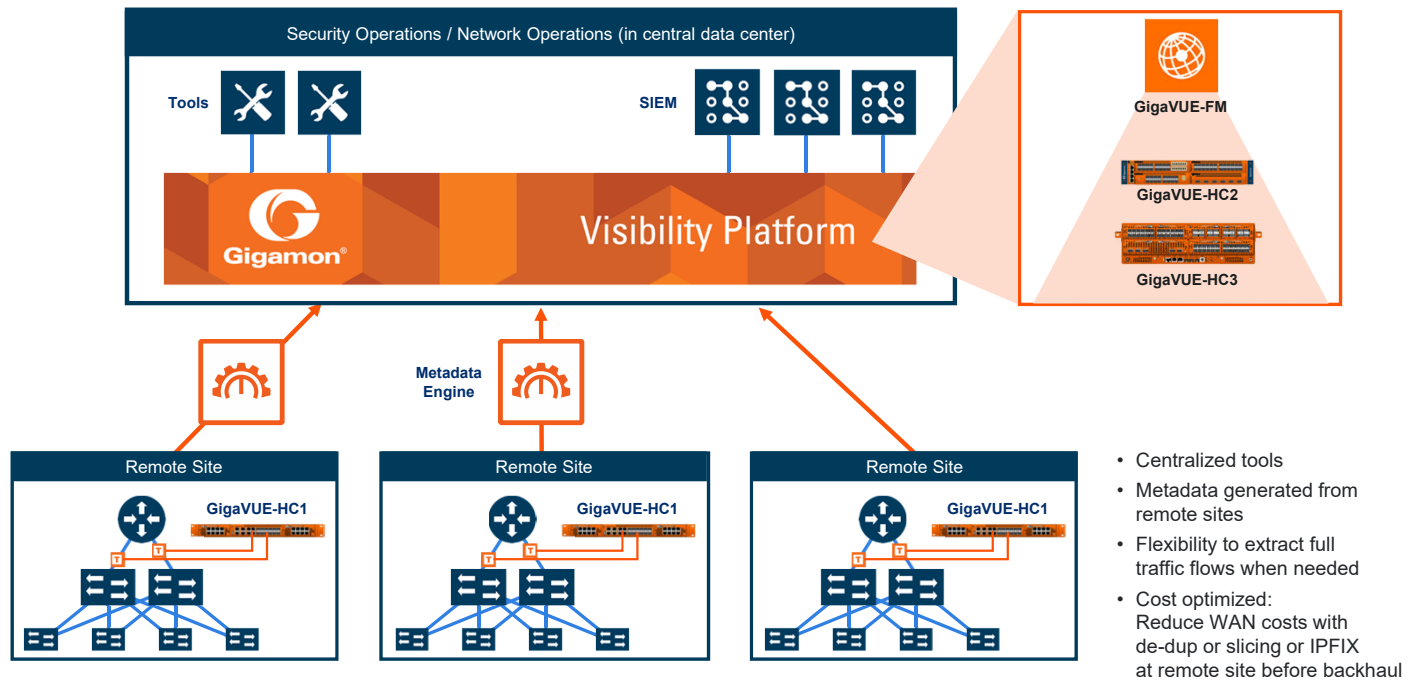 Security Operations / Network Operations (in central data center)
Tools
SIEM
Gigamon®
Visibility Platform
GigaVUE-FM
GigaVUE-HC2
GigaVUE-HC3
Metadata
Engine
Remote Site
GigaVUE-HC1
T
T
Remote Site
GigaVUE-HC1
T
T
Remote Site
GigaVUE-HC1
T
T
• Centralized tools
• Metadata generated from
remote sites
• Flexibility to extract full
traffic flows when needed
• Cost optimized:
Reduce WAN costs with
de-dup or slicing or IPFIX
at remote site before backhaul